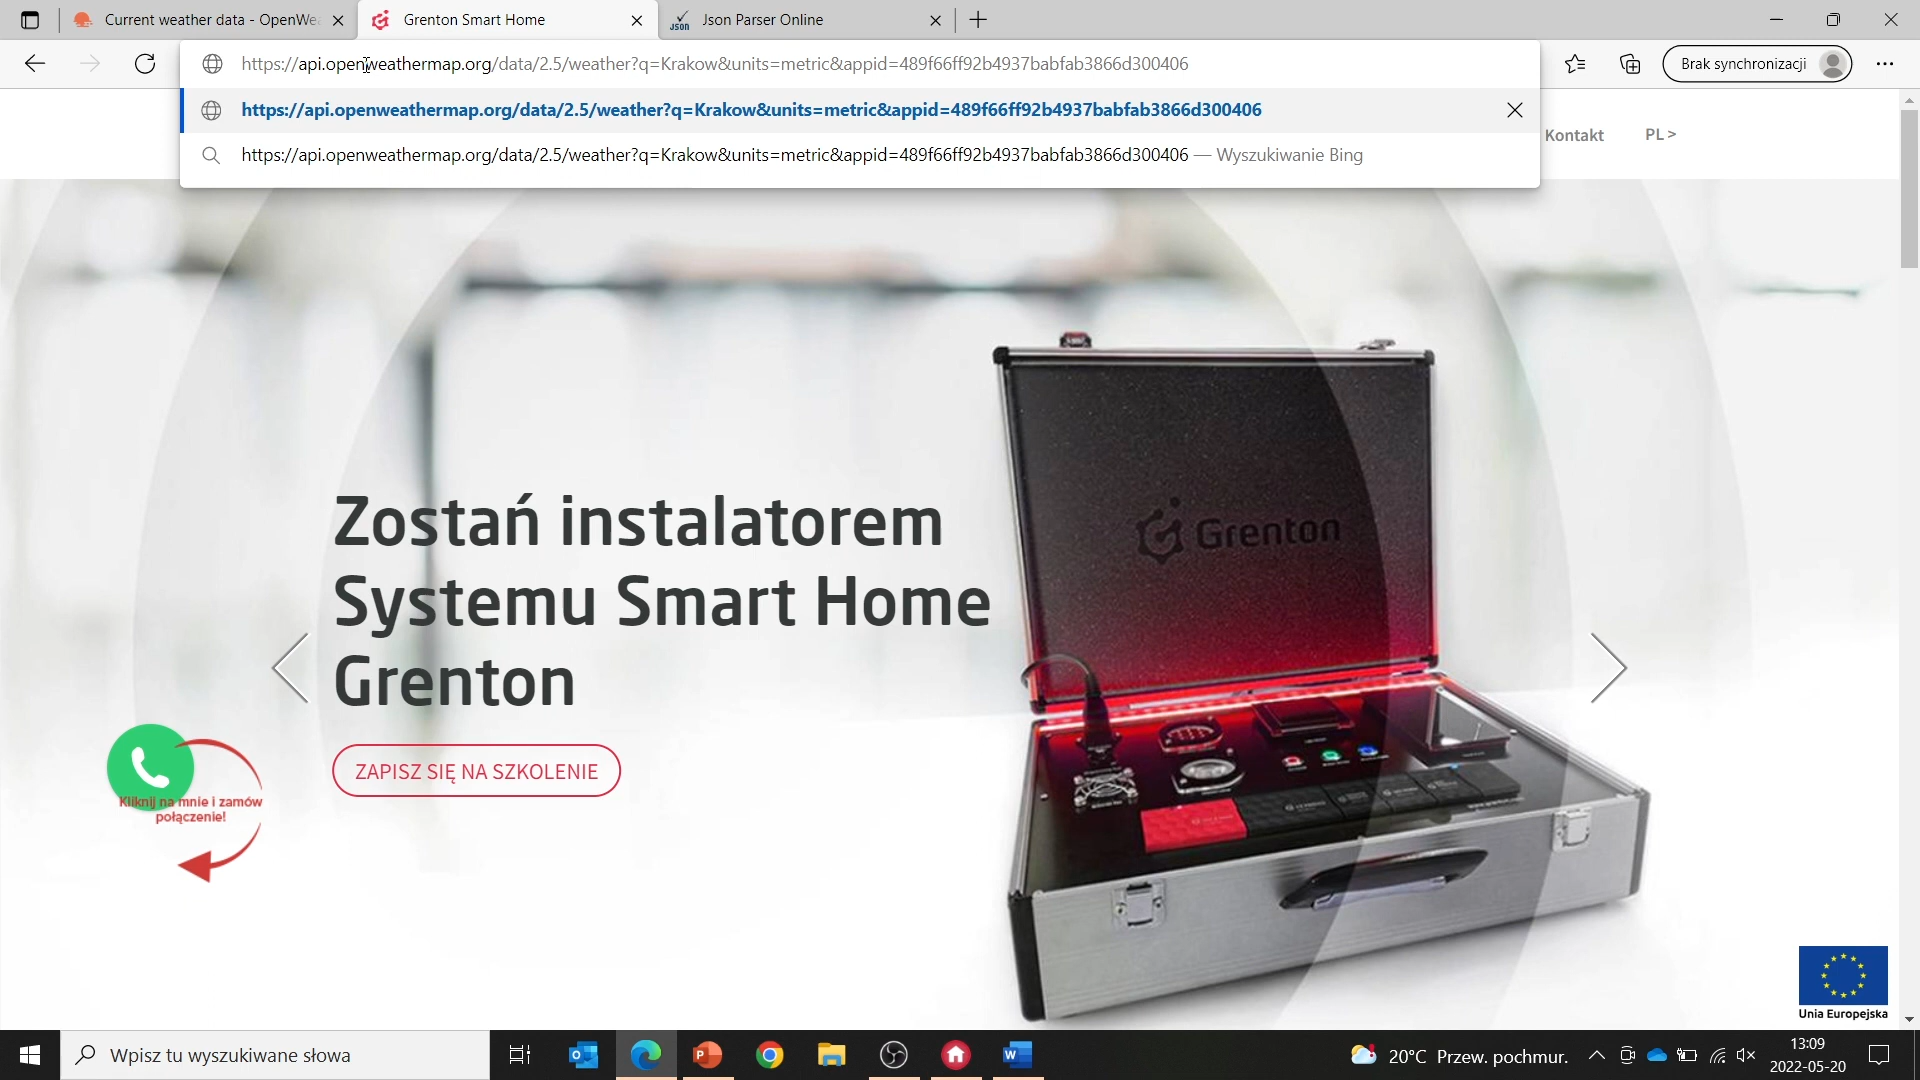 Current weather data - OpenWea
Grenton Smart Home
JSON
Json Parser Online
https://api.openweathermap.org/data/2.5/weather?q=Krakow&units=metric&appid=489f66ff92b4937babfab3866d300406
Brak synchronizacji
https://api.openweathermap.org/data/2.5/weather?q=Krakow&units=metric&appid=489f66ff92b4937babfab3866d300406
https://api.openweathermap.org/data/2.5/weather?q=Krakow&units=metric&appid=489f66ff92b4937babfab3866d300406 — Wyszukiwanie Bing
Kontakt
PL >
Zostań instalatorem
Systemu Smart Home
Grenton
Grenton
ZAPISZ SIĘ NA SZKOLENIE
Kliknij na mnie i zamów
połączenie!
Unia Europejska
Wpisz tu wyszukiwane słowa
20°C Przew. pochmur.
13:09
2022-05-20